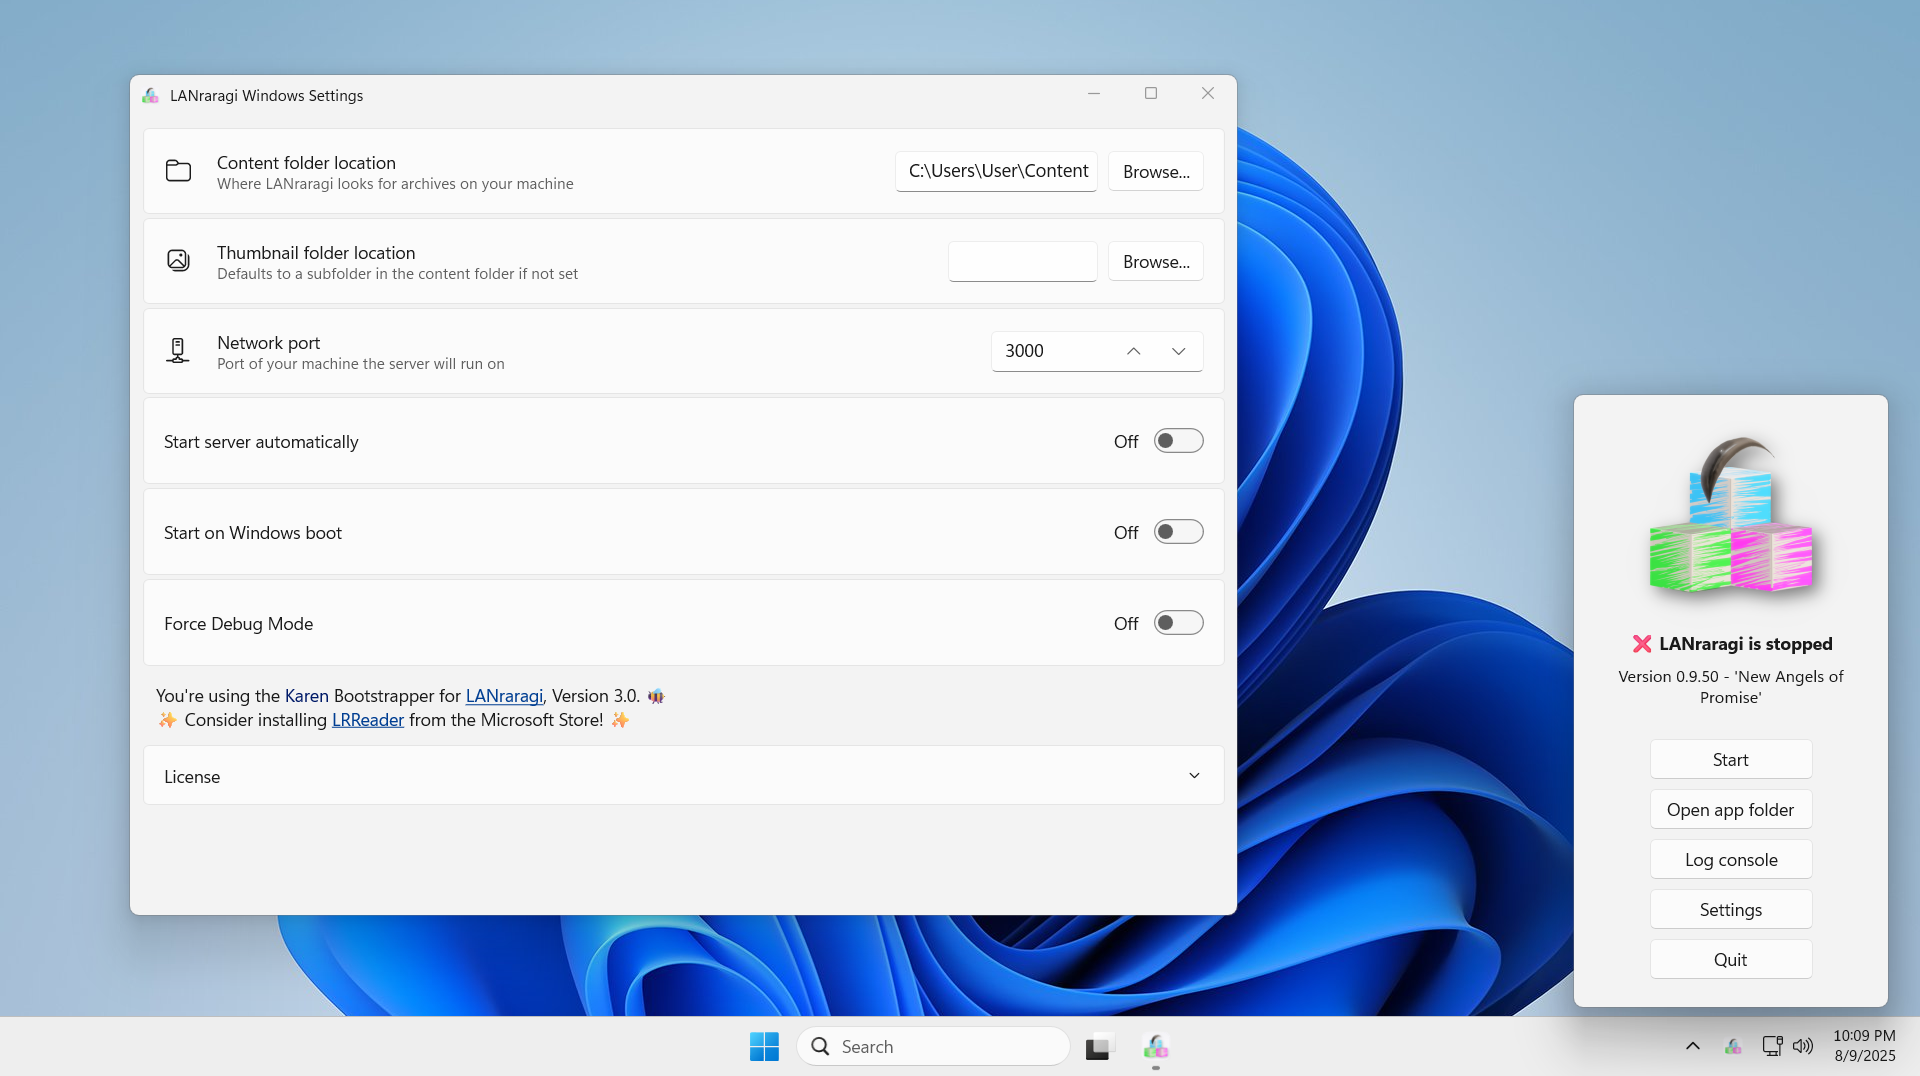 LANraragi Windows Settings
Content folder location
Where LANraragi looks for archives on your machine
C:\Users\User\Content
Browse...
Thumbnail folder location
Defaults to a subfolder in the content folder if not set
Browse...
Network port
Port of your machine the server will run on
3000
Start server automatically
Off
Start on Windows boot
Off
Force Debug Mode
Off
You're using the Karen Bootstrapper for LANraragi, Version 3.0. 🐝
✨ Consider installing LRReader from the Microsoft Store! ✨
License
❌ LANraragi is stopped
Version 0.9.50 - 'New Angels of
Promise'
Start
Open app folder
Log console
Settings
Quit
Search
10:09 PM
8/9/2025